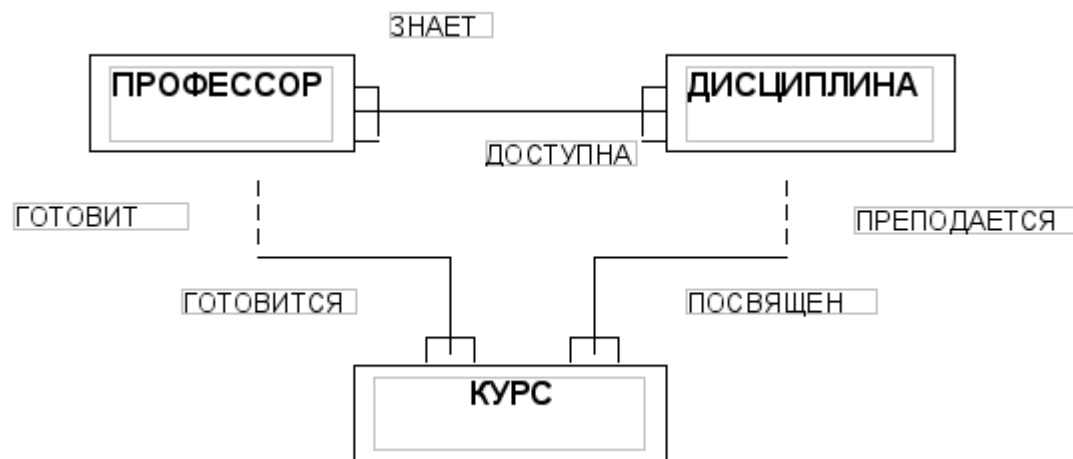 ЗНАЕТ
ПРОФЕССОР
ДИСЦИПЛИНА
ДОСТУПНА
ГОТОВИТ
ПРЕПОДАЕТСЯ
ГОТОВИТСЯ
ПОСВЯЩЕН
КУРС